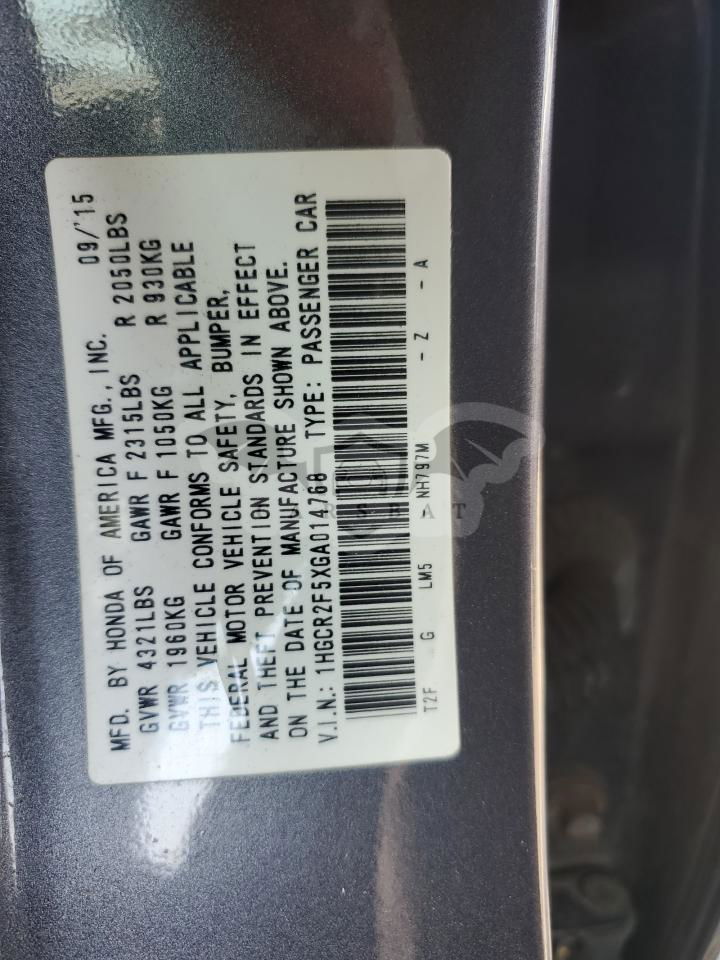 MFD. BY HONDA OF AMERICA MFG., INC. 09/'15
GVWR 4321LBS GAWR F 2315LBS R 2050LBS
GVWR 1960KG GAWR F 1050KG R 930KG
THIS VEHICLE CONFORMS TO ALL APPLICABLE
FEDERAL MOTOR VEHICLE SAFETY, BUMPER,
AND THEFT PREVENTION STANDARDS IN EFFECT
ON THE DATE OF MANUFACTURE SHOWN ABOVE.
V.I.N.: 1HGCR2F5XGA014768 TYPE: PASSENGER CAR
T2F G LM5 - NH797M - Z - A